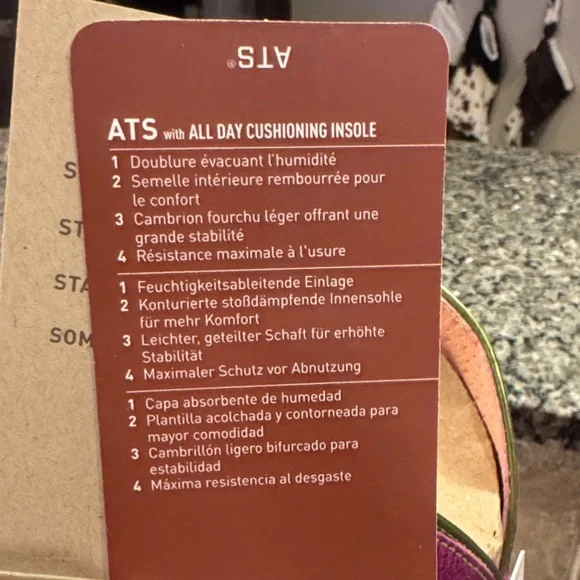 ATS®
ATS with ALL DAY CUSHIONING INSOLE
1 Doublure évacuant l'humidité
2 Semelle intérieure rembourrée pour
le confort
3 Cambrion fourchu léger offrant une
grande stabilité
4 Résistance maximale à l'usure
1 Feuchtigkeitsableitende Einlage
2 Konturierte stoßdämpfende Innensohle
für mehr Komfort
3 Leichter, geteilter Schaft für erhöhte
Stabilität
4 Maximaler Schutz vor Abnutzung
1 Capa absorbente de humedad
2 Plantilla acolchada y contorneada para
mayor comodidad
3 Cambrillón ligero bifurcado para
estabilidad
4 Máxima resistencia al desgaste